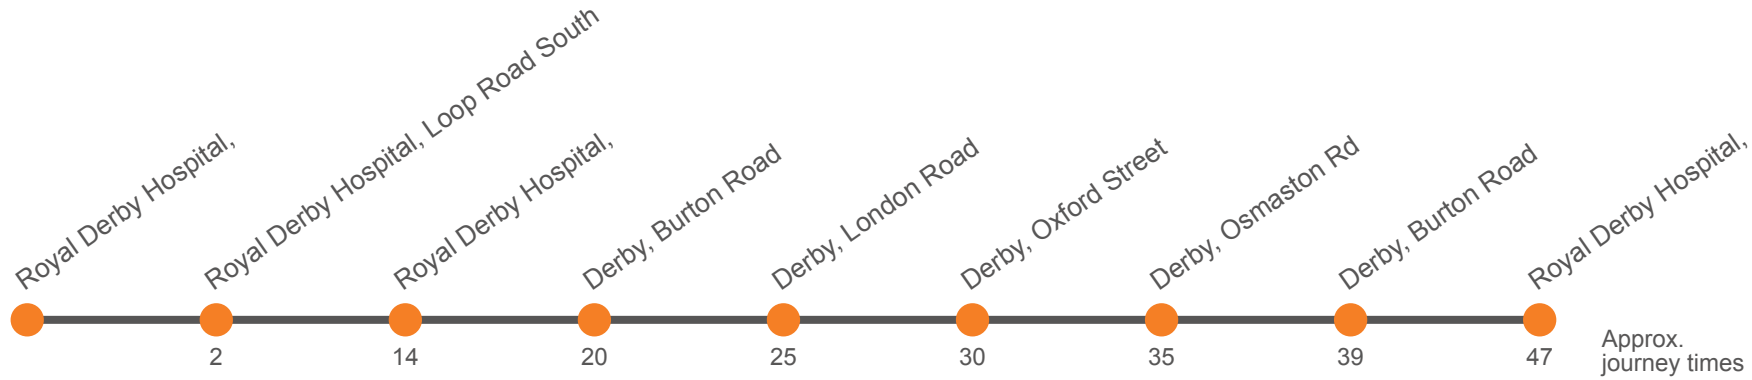 Royal Derby Hospital,
Royal Derby Hospital, Loop Road South
Royal Derby Hospital,
Derby, Burton Road
Derby, London Road
Derby, Oxford Street
Derby, Osmaston Rd
Derby, Burton Road
Royal Derby Hospital,
2
14
20
25
30
35
39
47
Approx.
journey times